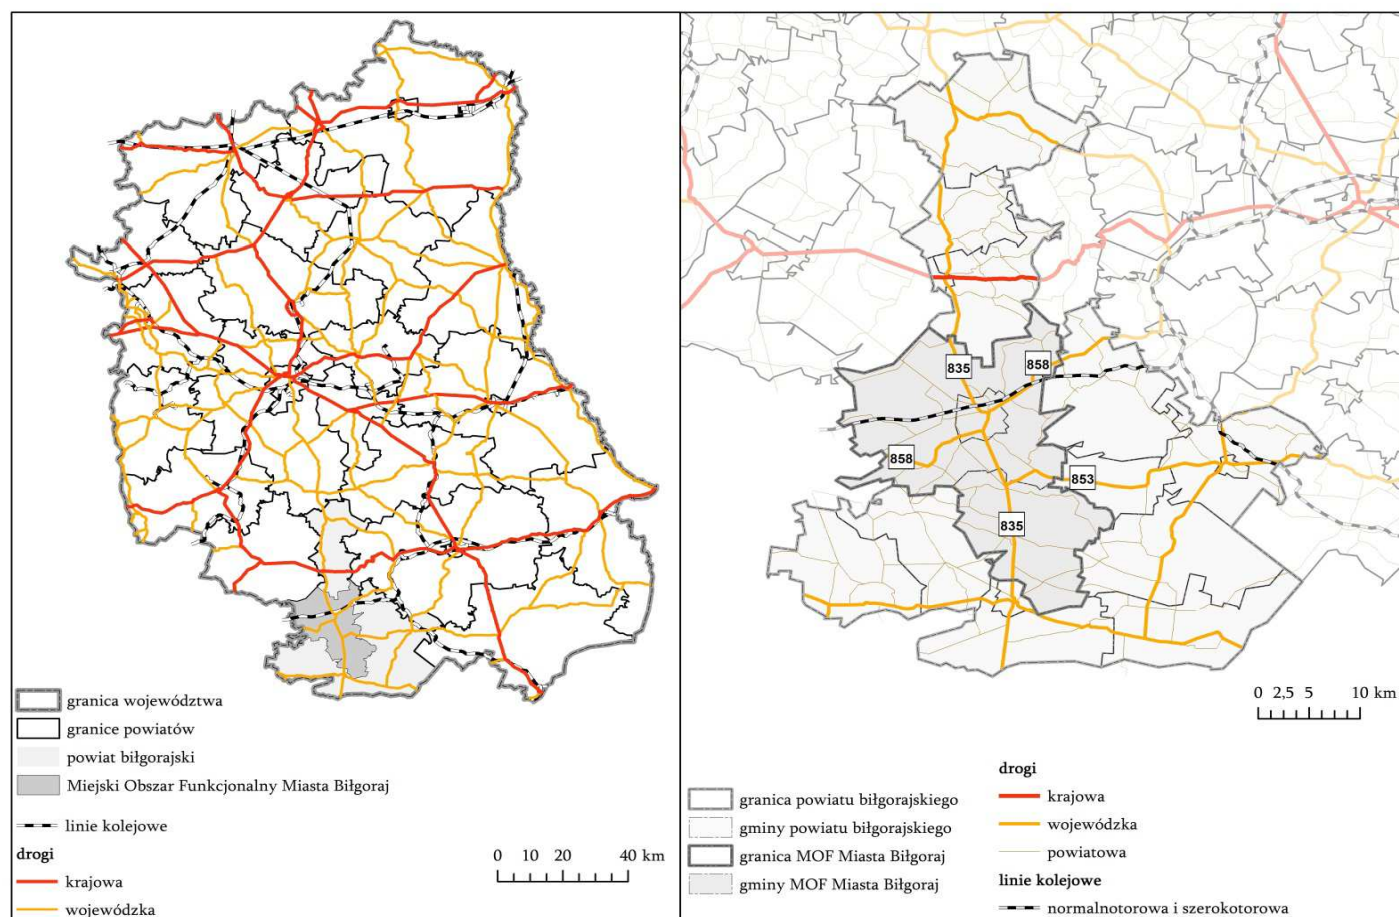 granica województwa
granice powiatów
powiat biłgorajski
Miejski Obszar Funkcjonalny Miasta Biłgoraj
linie kolejowe
drogi
krajowa
wojewódzka
0 10 20 40 km
835
858
858
853
835
0 2,5 5 10 km
granica powiatu biłgorajskiego
gminy powiatu biłgorajskiego
granica MOF Miasta Biłgoraj
gminy MOF Miasta Biłgoraj
drogi
krajowa
wojewódzka
powiatowa
linie kolejowe
normalnotorowa i szerokotorowa